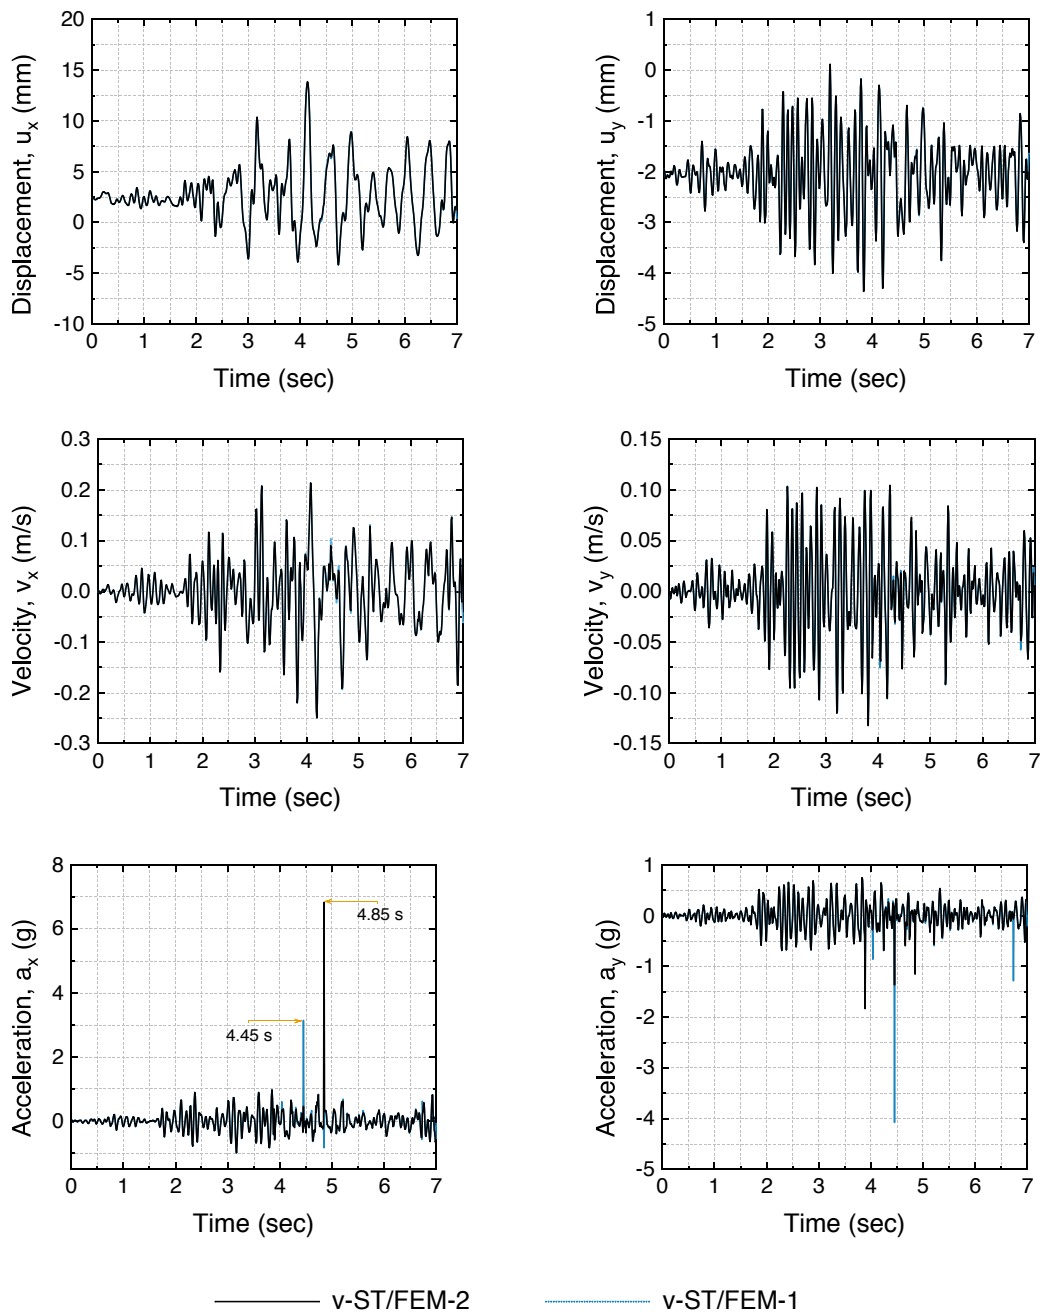 20
15
10
5
0
-5
-10
0 1 2 3 4 5 6 7
Displacement, u_x (mm)
Time (sec)
1
0
-1
-2
-3
-4
-5
0 1 2 3 4 5 6 7
Displacement, u_y (mm)
Time (sec)
0.3
0.2
0.1
0.0
-0.1
-0.2
-0.3
0 1 2 3 4 5 6 7
Velocity, v_x (m/s)
Time (sec)
0.15
0.10
0.05
0.00
-0.05
-0.10
-0.15
0 1 2 3 4 5 6 7
Velocity, v_y (m/s)
Time (sec)
8
6
4
2
0
0 1 2 3 4 5 6 7
Acceleration, a_x (g)
4.85 s
4.45 s
Time (sec)
1
0
-1
-2
-3
-4
-5
0 1 2 3 4 5 6 7
Acceleration, a_y (g)
Time (sec)
v-ST/FEM-2 v-ST/FEM-1